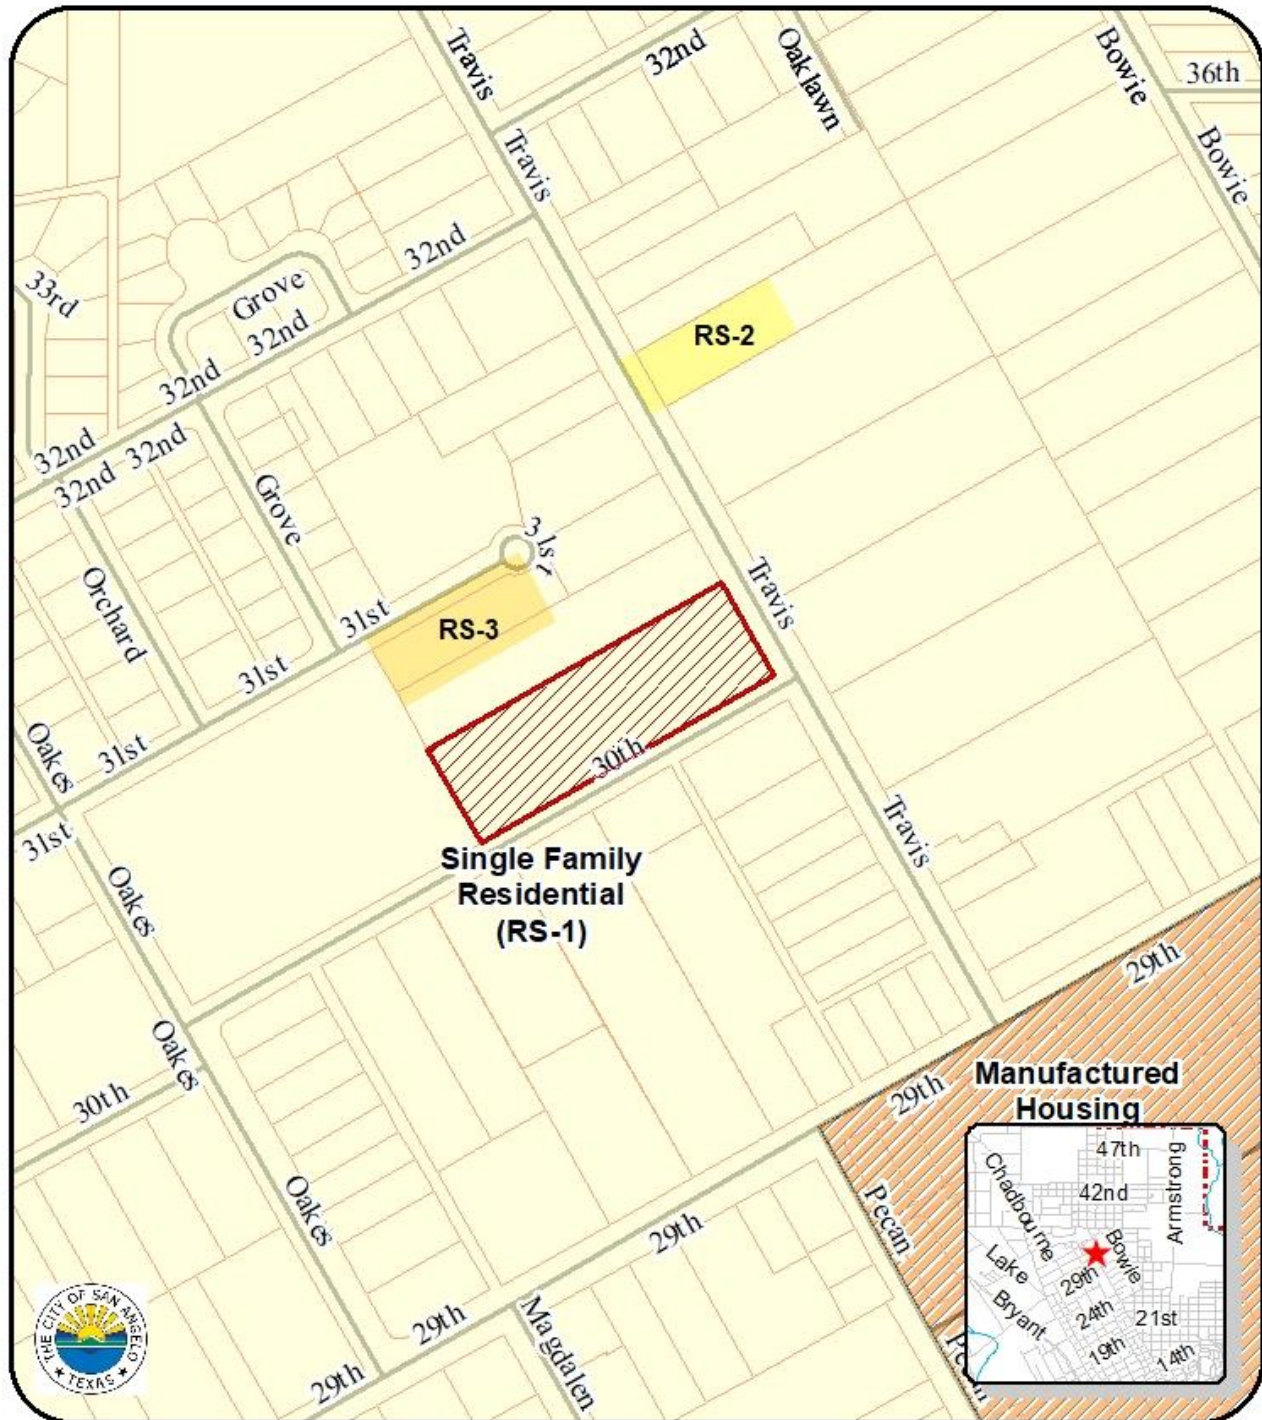 Travis
32nd
Oaklawn
Bowie
36th
Travis
Bowie
32nd
33rd
Grove
32nd
RS-2
32nd
32nd
32nd
32nd
Grove
31st
Orchard
31st
RS-3
Travis
31st
31st
Oakes
30th
31st
Travis
Single Family
Residential
(RS-1)
Oakes
29th
Oakes
30th
29th
Manufactured
Housing
Oakes
29th
Pecan
29th
Magdalen
29th
47th
Armstrong
42nd
Chadbourne
Bowie
Lake
29th
Bryant
24th
21st
19th
14th
THE CITY OF SAN ANGELO
TEXAS